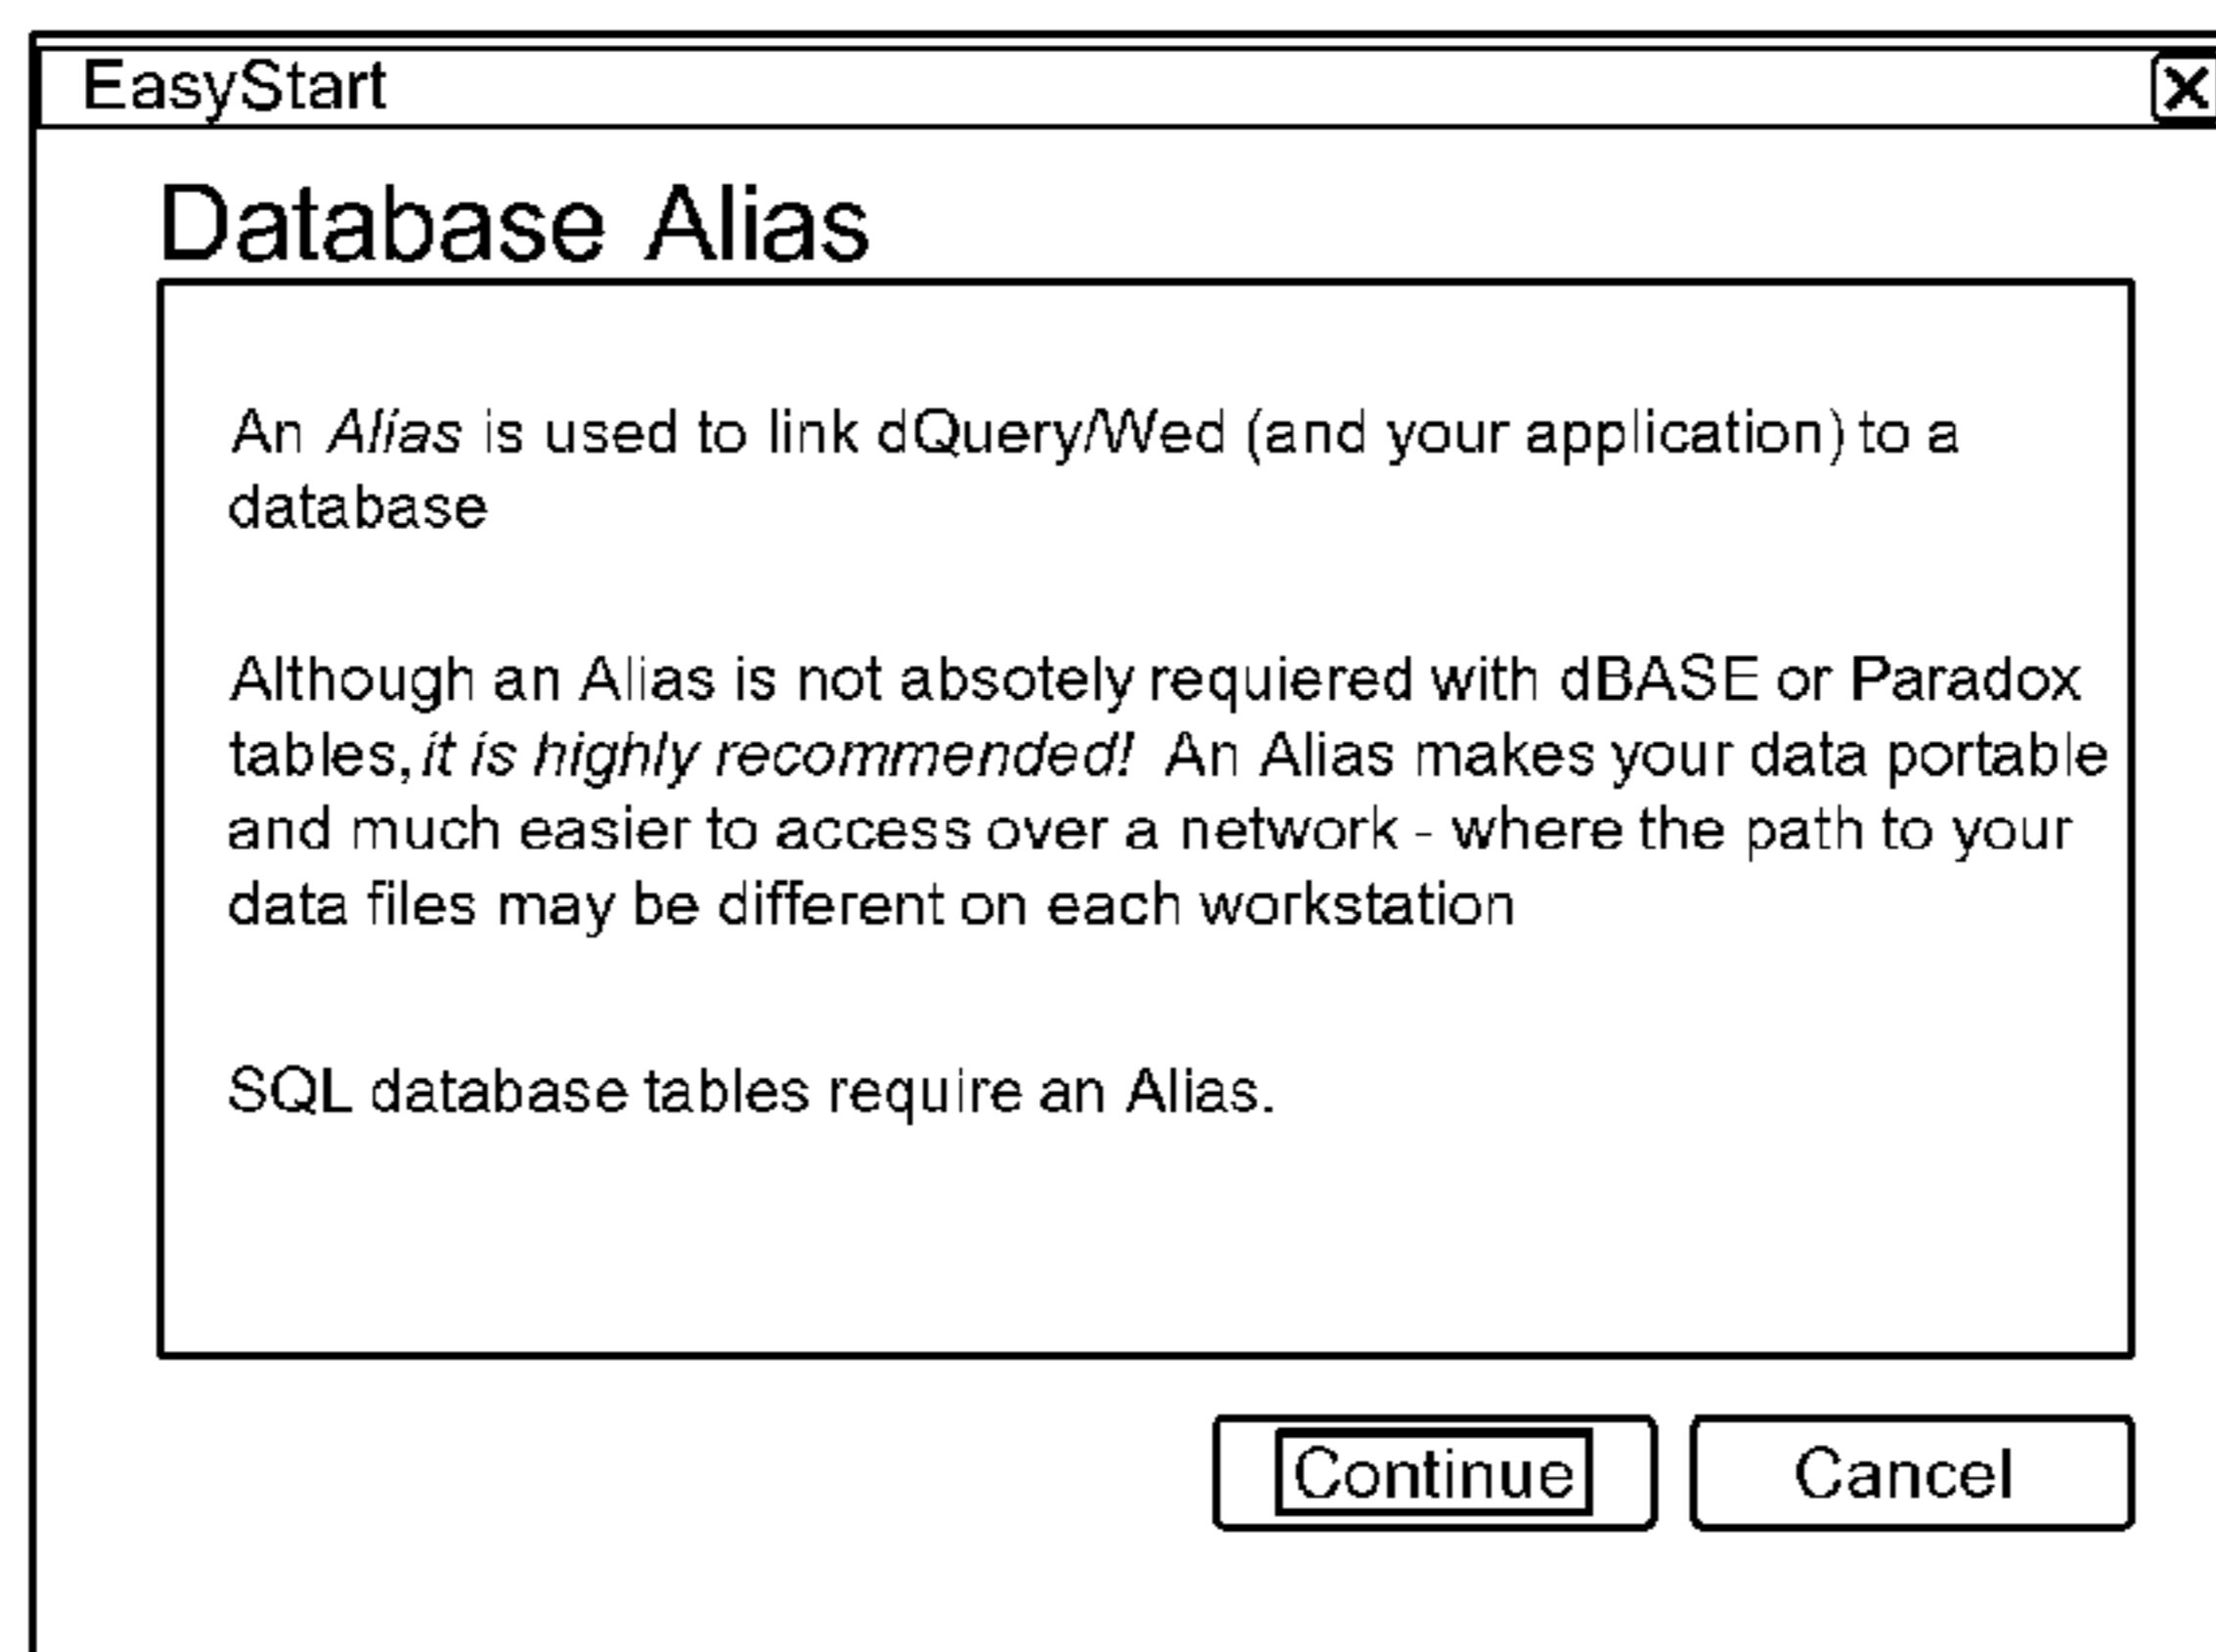 EasyStart
Database Alias
An Alias is used to link dQuery/Wed (and your application) to a
database
Although an Alias is not absotely requiered with dBASE or Paradox
tables, it is highly recommended! An Alias makes your data portable
and much easier to access over a network - where the path to your
data files may be different on each workstation
SQL database tables require an Alias.
Continue
Cancel